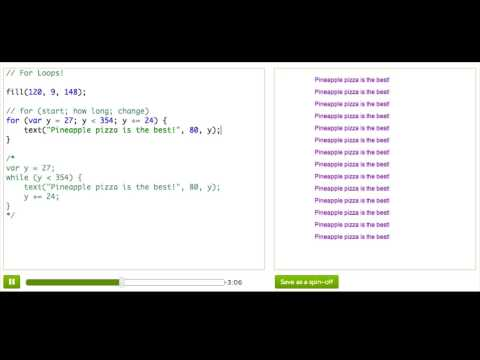 // For Loops!
fill(120, 9, 148);
// for (start; how long; change)
for (var y = 27; y < 354; y += 24) {
text("Pineapple pizza is the best!", 80, y);
}
/*
var y = 27;
while (y < 354) {
text("Pineapple pizza is the best!", 80, y);
y += 24;
}
*/
Pineapple pizza is the best!
Pineapple pizza is the best!
Pineapple pizza is the best!
Pineapple pizza is the best!
Pineapple pizza is the best!
Pineapple pizza is the best!
Pineapple pizza is the best!
Pineapple pizza is the best!
Pineapple pizza is the best!
Pineapple pizza is the best!
Pineapple pizza is the best!
Pineapple pizza is the best!
Pineapple pizza is the best!
Pineapple pizza is the best!
-3:06
Save as a spin-off